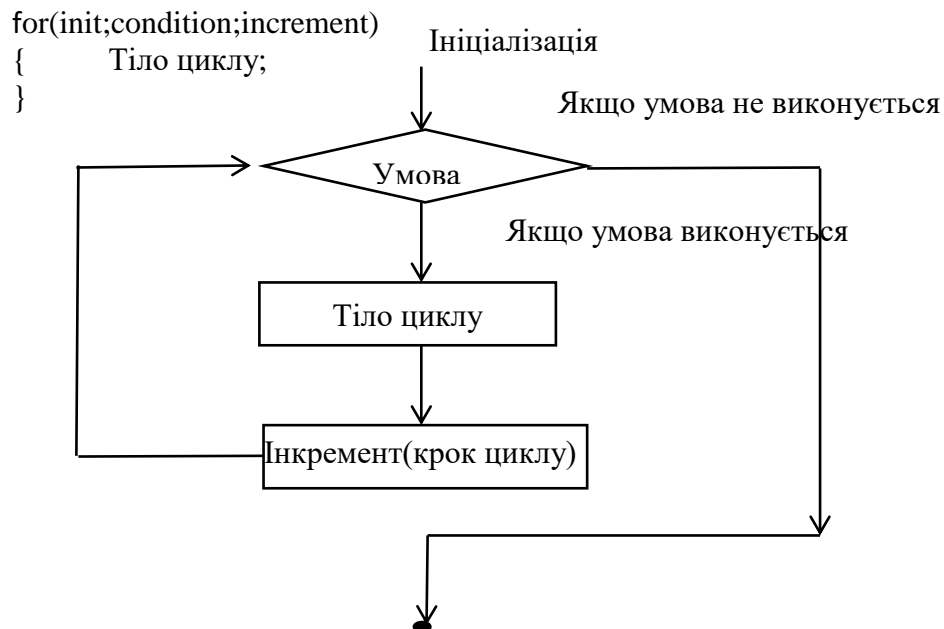 for(init;condition;increment)
{ Тіло циклу;
}
Ініціалізація
Якщо умова не виконується
Умова
Якщо умова виконується
Тіло циклу
Інкремент(крок циклу)